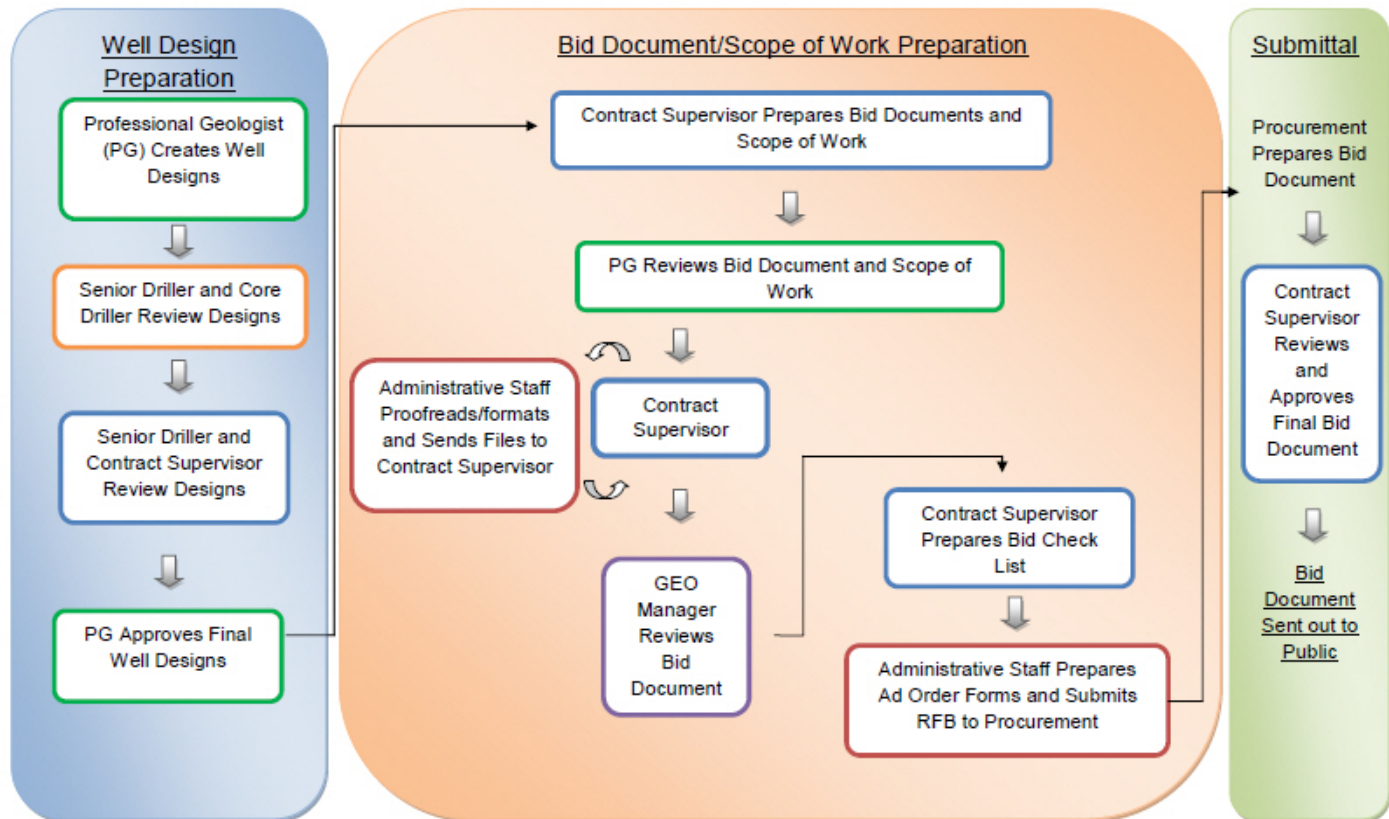 Well Design
Preparation
Professional Geologist
(PG) Creates Well
Designs
Senior Driller and Core
Driller Review Designs
Senior Driller and
Contract Supervisor
Review Designs
PG Approves Final
Well Designs
Bid Document/Scope of Work Preparation
Contract Supervisor Prepares Bid Documents and
Scope of Work
PG Reviews Bid Document and Scope of
Work
Administrative Staff
Proofreads/formats
and Sends Files to
Contract Supervisor
Contract
Supervisor
GEO
Manager
Reviews
Bid
Document
Contract Supervisor
Prepares Bid Check
List
Administrative Staff Prepares
Ad Order Forms and Submits
RFB to Procurement
Submittal
Procurement
Prepares Bid
Document
Contract
Supervisor
Reviews
and
Approves
Final Bid
Document
Bid
Document
Sent out to
Public